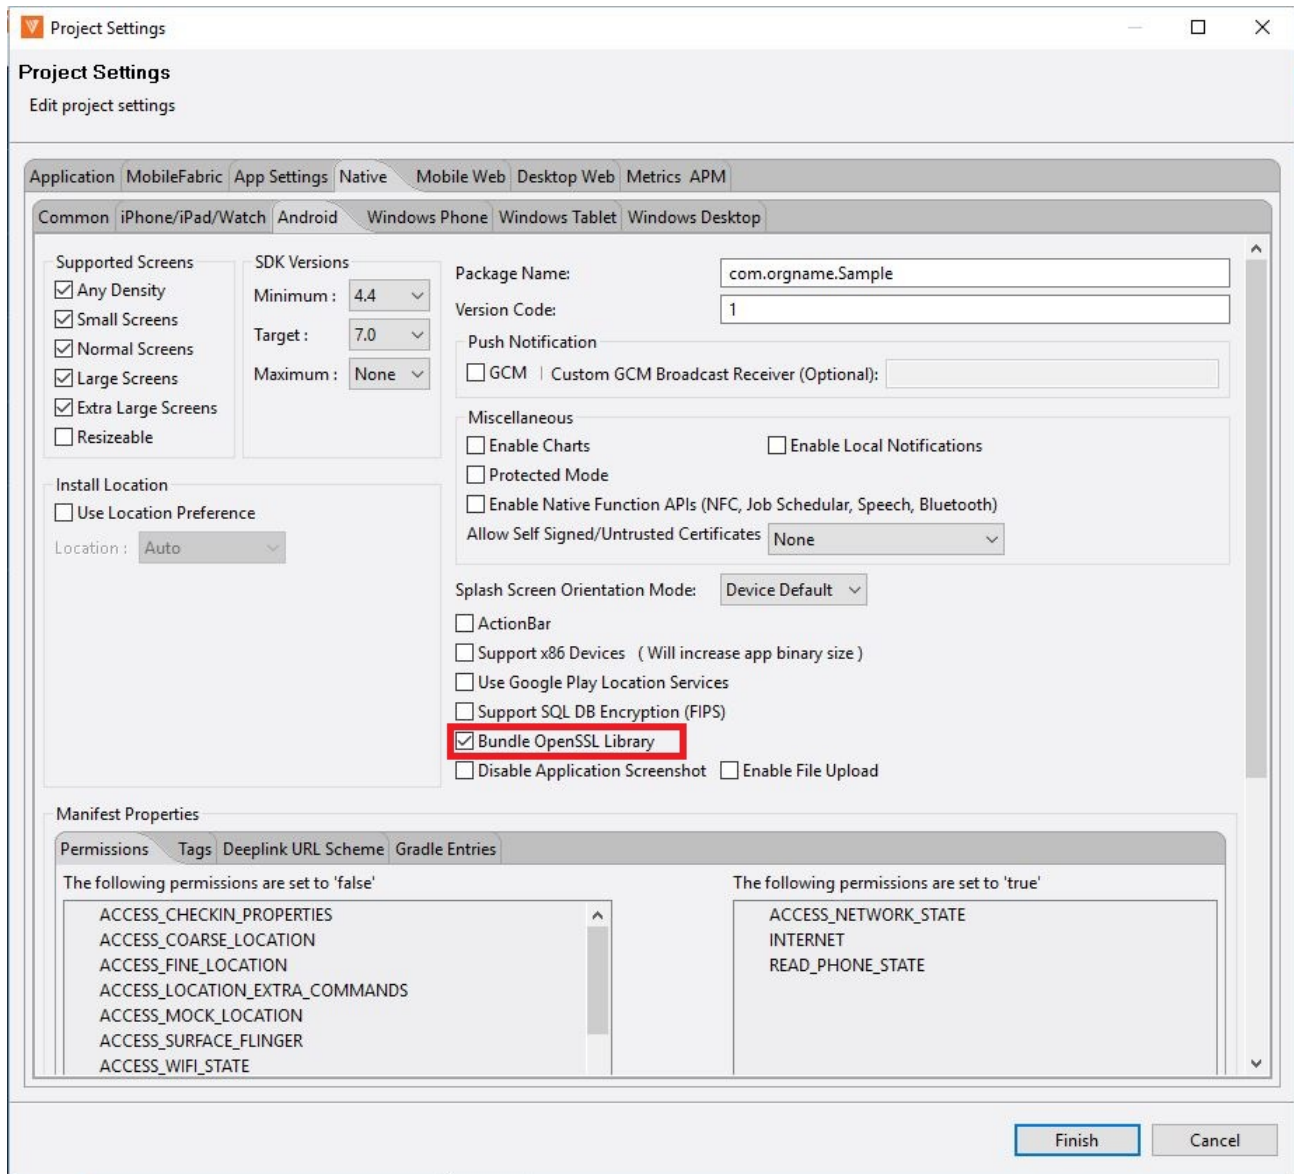 Project Settings
Project Settings
Edit project settings
Application MobileFabric App Settings Native Mobile Web Desktop Web Metrics APM
Common iPhone/iPad/Watch Android Windows Phone Windows Tablet Windows Desktop
Supported Screens
Any Density
Small Screens
Normal Screens
Large Screens
Extra Large Screens
Resizeable
SDK Versions
Minimum : 4.4
Target : 7.0
Maximum : None
Install Location
Use Location Preference
Location : Auto
Package Name: com.orgname.Sample
Version Code: 1
Push Notification
GCM | Custom GCM Broadcast Receiver (Optional):
Miscellaneous
Enable Charts Enable Local Notifications
Protected Mode
Enable Native Function APIs (NFC, Job Schedular, Speech, Bluetooth)
Allow Self Signed/Untrusted Certificates None
Splash Screen Orientation Mode: Device Default
ActionBar
Support x86 Devices ( Will increase app binary size )
Use Google Play Location Services
Support SQL DB Encryption (FIPS)
Bundle OpenSSL Library
Disable Application Screenshot Enable File Upload
Manifest Properties
Permissions Tags Deeplink URL Scheme Gradle Entries
The following permissions are set to 'false'
ACCESS_CHECKIN_PROPERTIES
ACCESS_COARSE_LOCATION
ACCESS_FINE_LOCATION
ACCESS_LOCATION_EXTRA_COMMANDS
ACCESS_MOCK_LOCATION
ACCESS_SURFACE_FLINGER
ACCESS_WIFI_STATE
The following permissions are set to 'true'
ACCESS_NETWORK_STATE
INTERNET
READ_PHONE_STATE
Finish Cancel